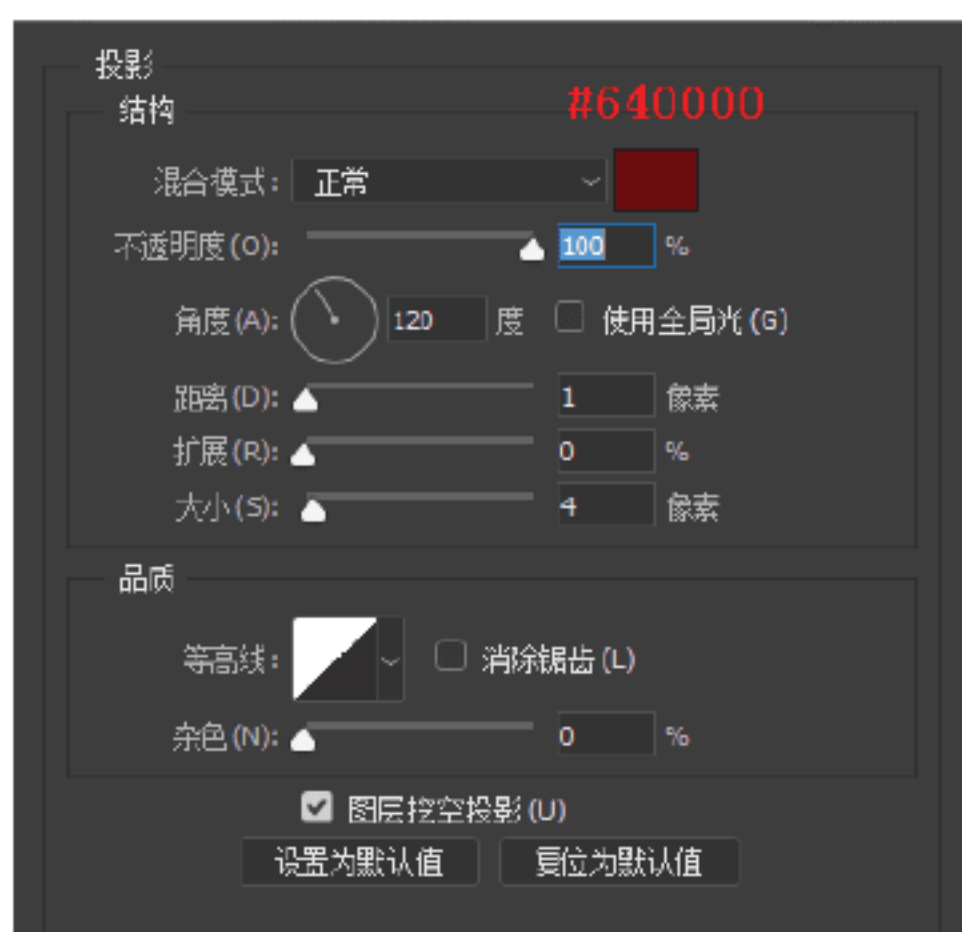 投影
结构
#640000
混合模式: 正常
不透明度(O): 100 %
角度(A): 120 度 使用全局光(G)
距离(D): 1 像素
扩展(R): 0 %
大小(S): 4 像素
品质
等高线: 消除锯齿(L)
杂色(N): 0 %
图层挖空投影(U)
设置为默认值 复位为默认值